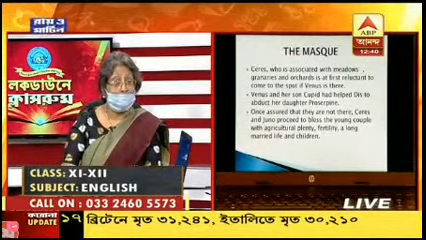 রায় ও
মার্টিন
লকডাউনে
ক্লাসরুম
abp
ABP
আনন্দ
12:40
THE MASQUE
Ceres, who is associated with meadows,
granaries and orchards is at first reluctant to
come to the spot if Venus is there.
Venus and her son Cupid had helped Dis to
abduct her daughter Proserpine.
Once assured that they are not there, Ceres
and Juno proceed to bless the young couple
with agricultural plenty, fertility, a long
married life and children.
hp
CLASS: XI-XII
SUBJECT: ENGLISH
CALL ON : 033 2460 5573
LIVE
করোনা
UPDATE
১৭ ব্রিটেনে মৃত ৩১,২৪১, ইতালিতে মৃত ৩০,২১০